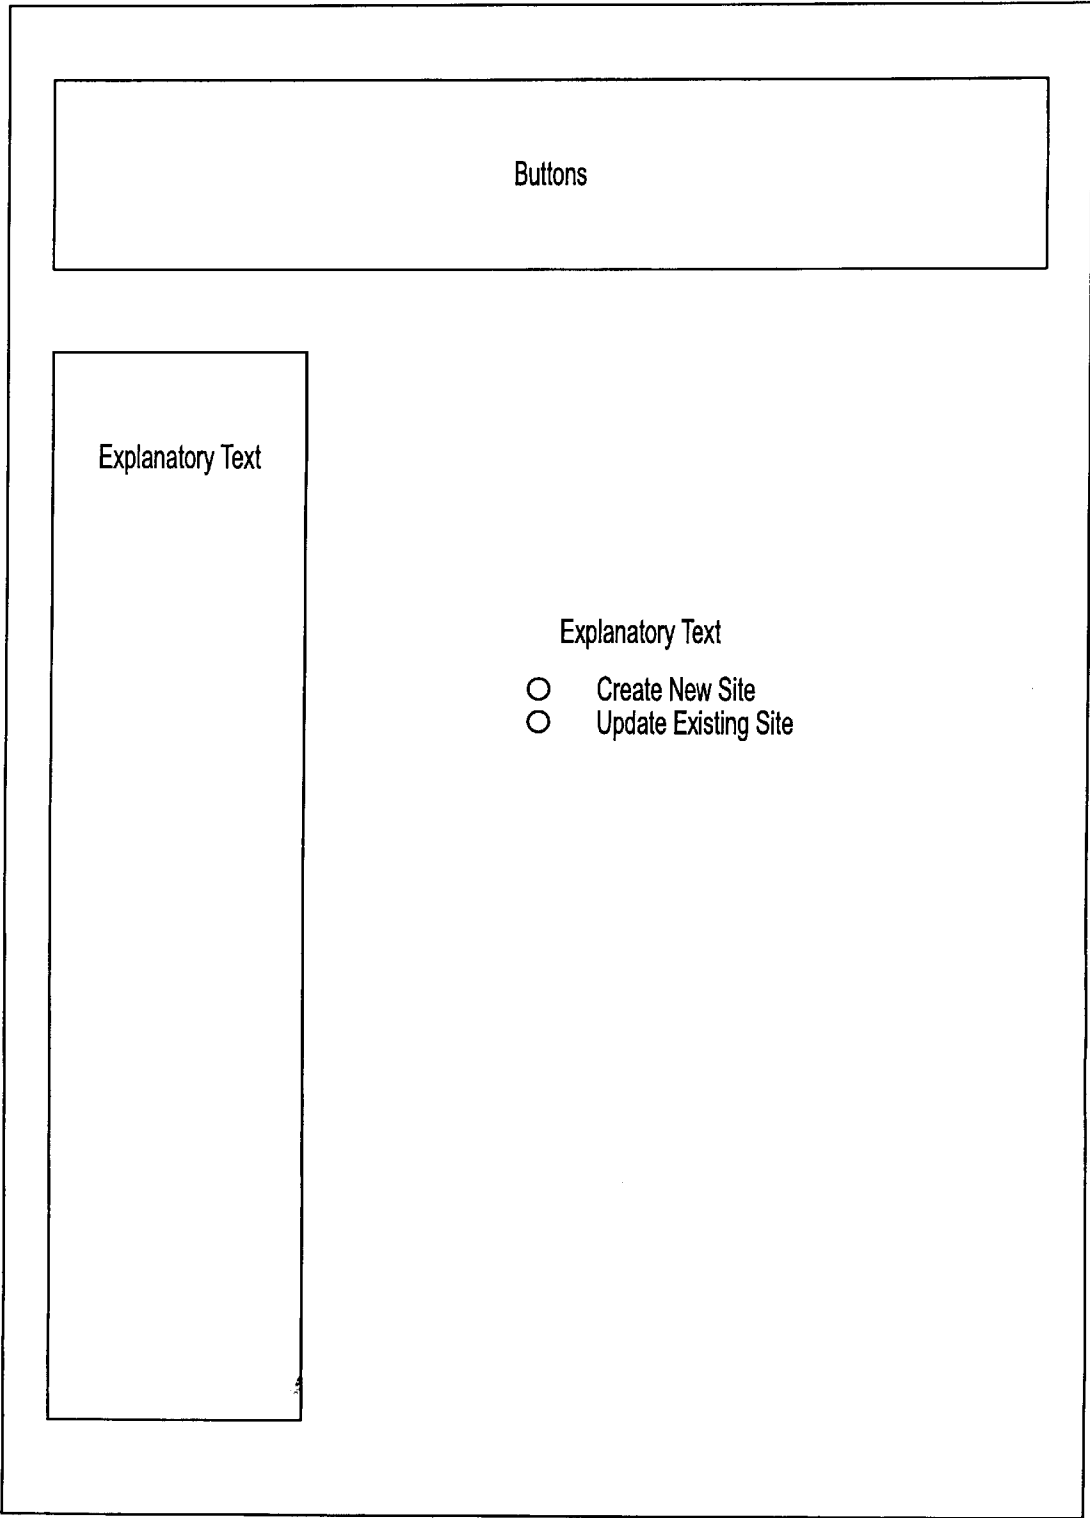 Buttons
Explanatory Text
Explanatory Text
Create New Site
Update Existing Site